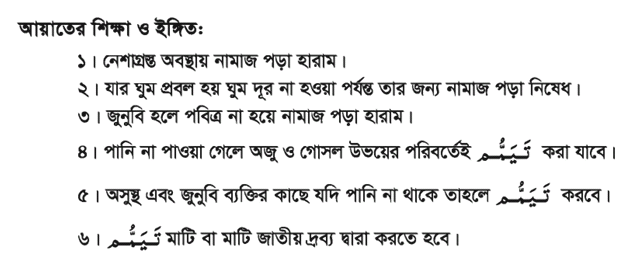 আয়াতের শিক্ষা ও ইঙ্গিত:
১। নেশাগ্রস্ত অবস্থায় নামাজ পড়া হারাম।
২। যার ঘুম প্রবল হয় ঘুম দূর না হওয়া পর্যন্ত তার জন্য নামাজ পড়া নিষেধ।
৩। জুনুবি হলে পবিত্র না হয়ে নামাজ পড়া হারাম।
৪। পানি না পাওয়া গেলে অজু ও গোসল উভয়ের পরিবর্তেই تَيَمُّم করা যাবে।
৫। অসুস্থ এবং জুনুবি ব্যক্তির কাছে যদি পানি না থাকে তাহলে تَيَمُّم করবে।
৬। تَيَمُّم মাটি বা মাটি জাতীয় দ্রব্য দ্বারা করতে হবে।